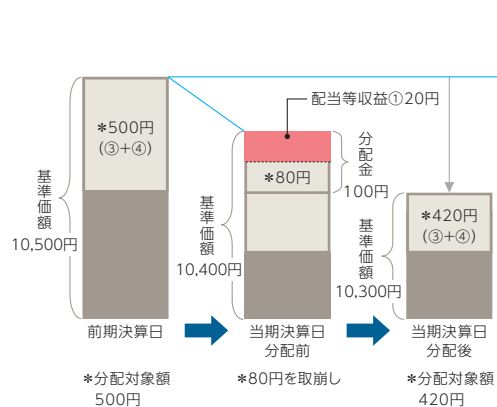 ＊500円
(③+④)
基準価額
10,500円
前期決算日
＊分配対象額
500円
配当等収益①20円
＊80円
分配金
100円
基準価額
10,400円
当期決算日
分配前
＊80円を取崩し
＊420円
(③+④)
基準価額
10,300円
当期決算日
分配後
＊分配対象額
420円